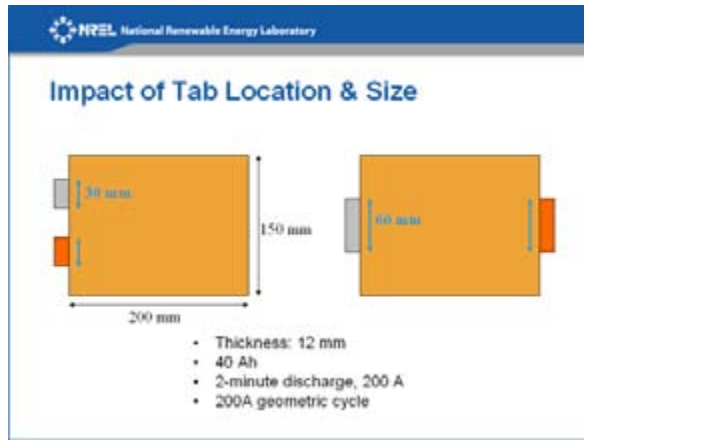 NREL National Renewable Energy Laboratory
Impact of Tab Location & Size
30 mm
60 mm
150 mm
200 mm
• Thickness: 12 mm
• 40 Ah
• 2-minute discharge, 200 A
• 200A geometric cycle